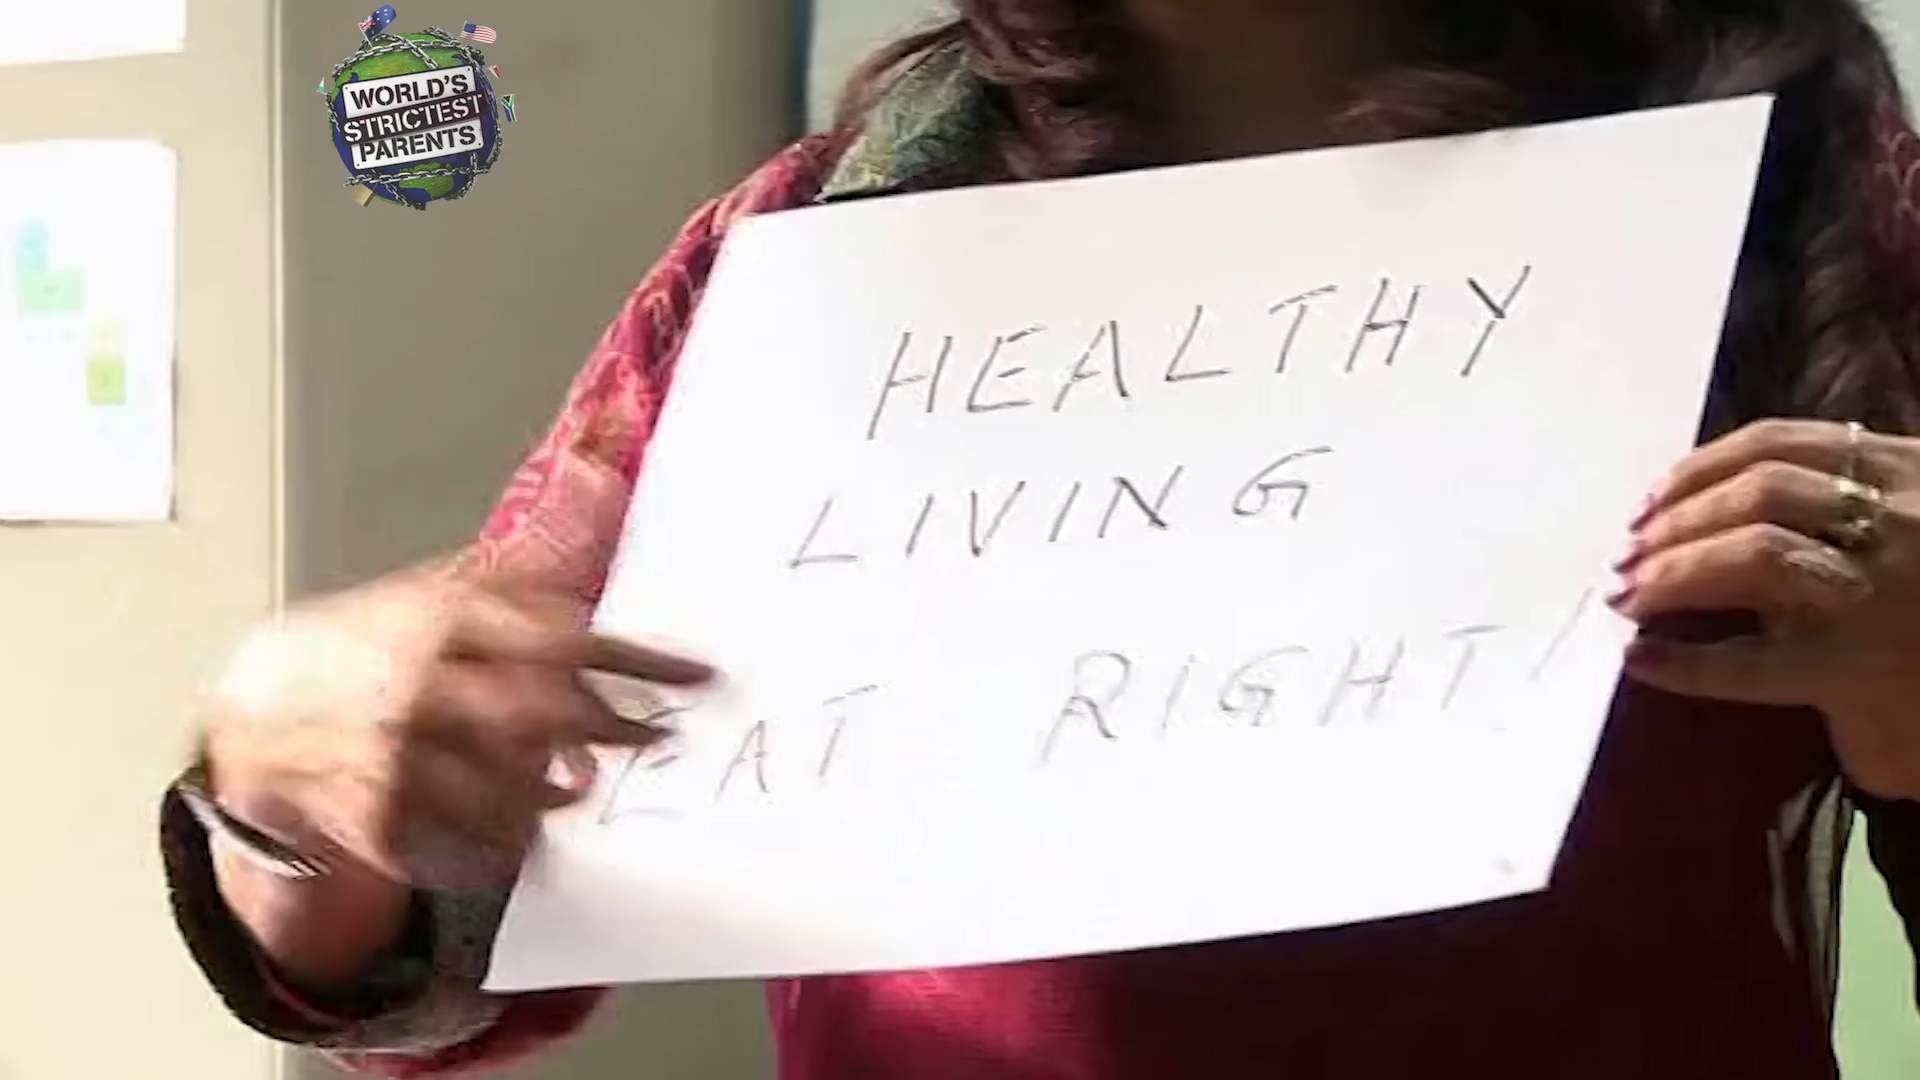 WORLD'S
STRICTEST
PARENTS
HEALTHY
LIVING
EAT RIGHT!